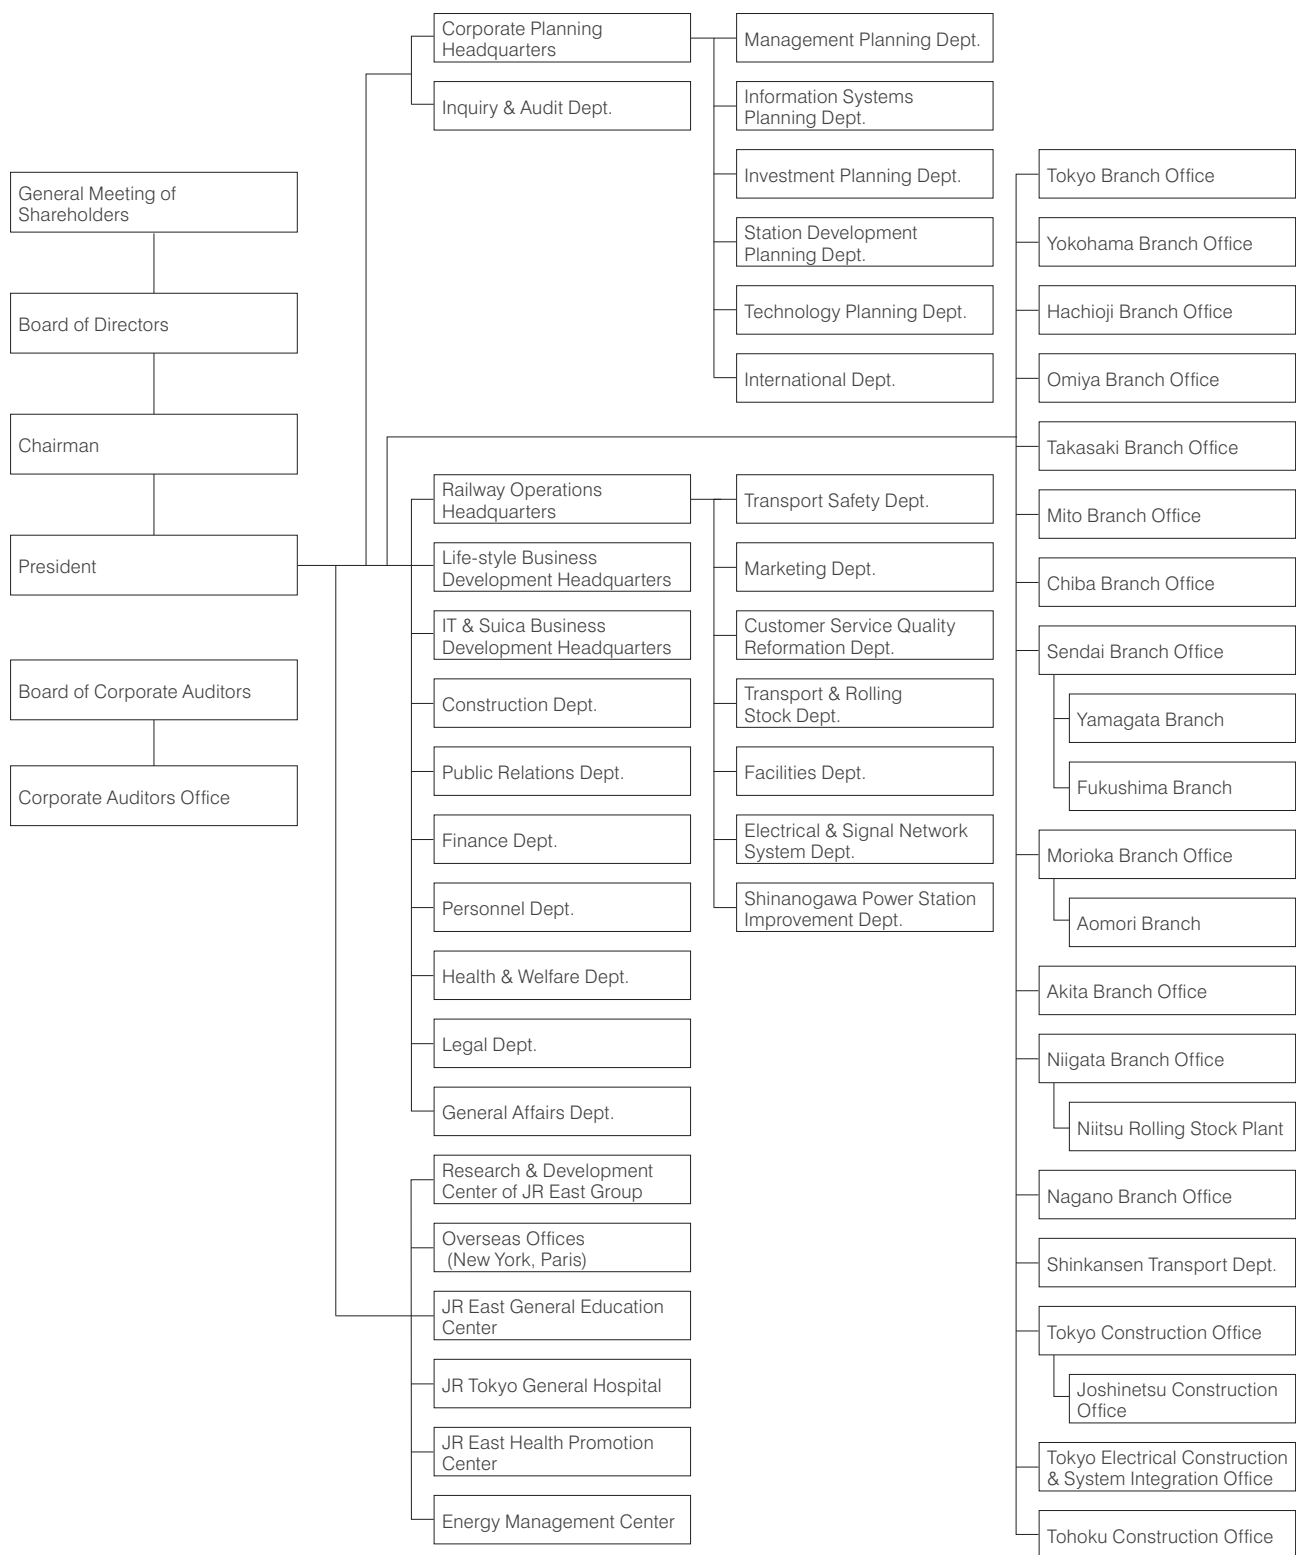 General Meeting of
Shareholders
Board of Directors
Chairman
President
Board of Corporate Auditors
Corporate Auditors Office
Corporate Planning
Headquarters
Inquiry & Audit Dept.
Railway Operations
Headquarters
Life-style Business
Development Headquarters
IT & Suica Business
Development Headquarters
Construction Dept.
Public Relations Dept.
Finance Dept.
Personnel Dept.
Health & Welfare Dept.
Legal Dept.
General Affairs Dept.
Research & Development
Center of JR East Group
Overseas Offices
(New York, Paris)
JR East General Education
Center
JR Tokyo General Hospital
JR East Health Promotion
Center
Energy Management Center
Management Planning Dept.
Information Systems
Planning Dept.
Investment Planning Dept.
Station Development
Planning Dept.
Technology Planning Dept.
International Dept.
Transport Safety Dept.
Marketing Dept.
Customer Service Quality
Reformation Dept.
Transport & Rolling
Stock Dept.
Facilities Dept.
Electrical & Signal Network
System Dept.
Shinanogawa Power Station
Improvement Dept.
Tokyo Branch Office
Yokohama Branch Office
Hachioji Branch Office
Omiya Branch Office
Takasaki Branch Office
Mito Branch Office
Chiba Branch Office
Sendai Branch Office
Yamagata Branch
Fukushima Branch
Morioka Branch Office
Aomori Branch
Akita Branch Office
Niigata Branch Office
Niitsu Rolling Stock Plant
Nagano Branch Office
Shinkansen Transport Dept.
Tokyo Construction Office
Joshinetsu Construction
Office
Tokyo Electrical Construction
& System Integration Office
Tohoku Construction Office